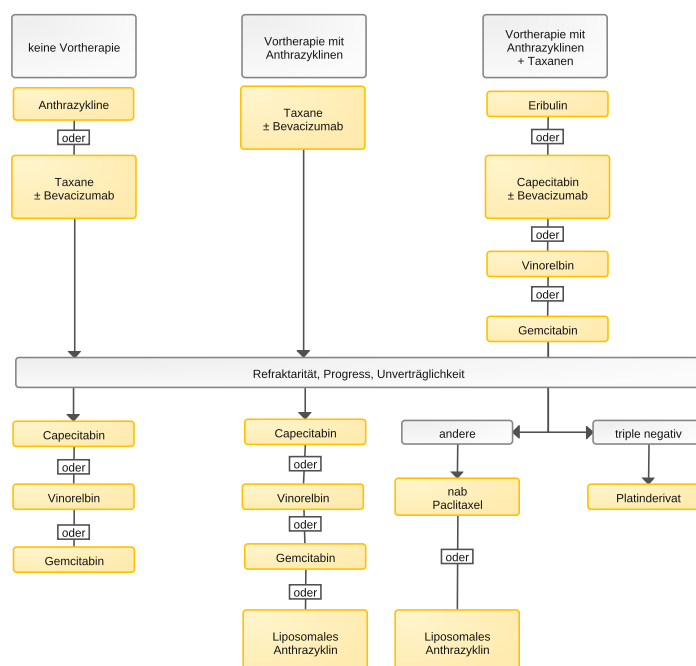 keine Vortherapie
Vortherapie mit
Anthrazyklinen
Vortherapie mit
Anthrazyklinen
+ Taxanen
Anthrazykline
oder
Taxane
± Bevacizumab
Taxane
± Bevacizumab
Eribulin
oder
Capecitabin
± Bevacizumab
oder
Vinorelbin
oder
Gemcitabin
Refraktarität, Progress, Unverträglichkeit
Capecitabin
oder
Vinorelbin
oder
Gemcitabin
Capecitabin
oder
Vinorelbin
oder
Gemcitabin
oder
Liposomales
Anthrazyklin
andere
nab
Paclitaxel
oder
Liposomales
Anthrazyklin
triple negativ
Platinderivat